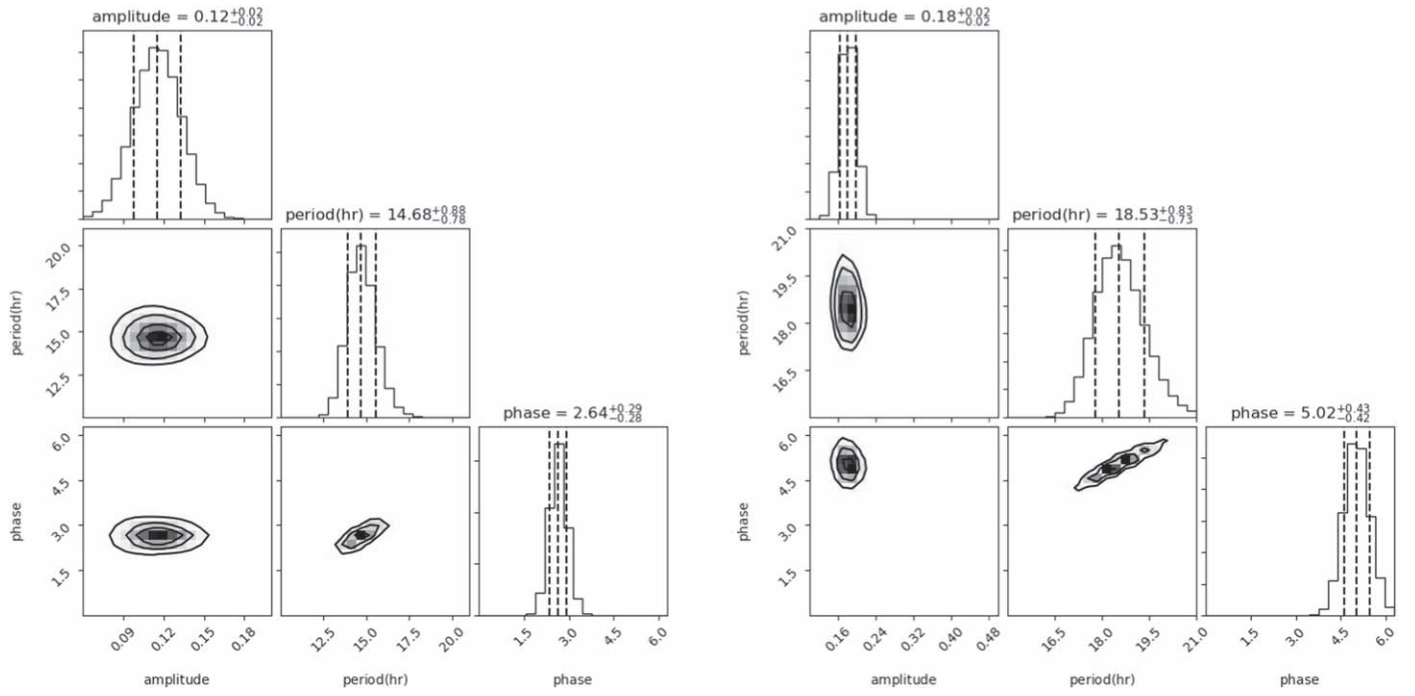 amplitude = 0.12+0.02−0.02
amplitude = 0.18+0.02−0.02
period(hr) = 14.68+0.88−0.78
period(hr) = 18.53+0.83−0.73
20.0
17.5
15.0
12.5
period(hr)
21.0
19.5
18.0
16.5
period(hr)
phase = 2.64+0.29−0.28
phase = 5.02+0.43−0.42
6.0
4.5
3.0
1.5
phase
6.0
4.5
3.0
1.5
phase
0.09 0.12 0.15 0.18
12.5 15.0 17.5 20.0
1.5 3.0 4.5 6.0
0.16 0.24 0.32 0.40 0.48
16.5 18.0 19.5 21.0
1.5 3.0 4.5 6.0
amplitude period(hr) phase
amplitude period(hr) phase